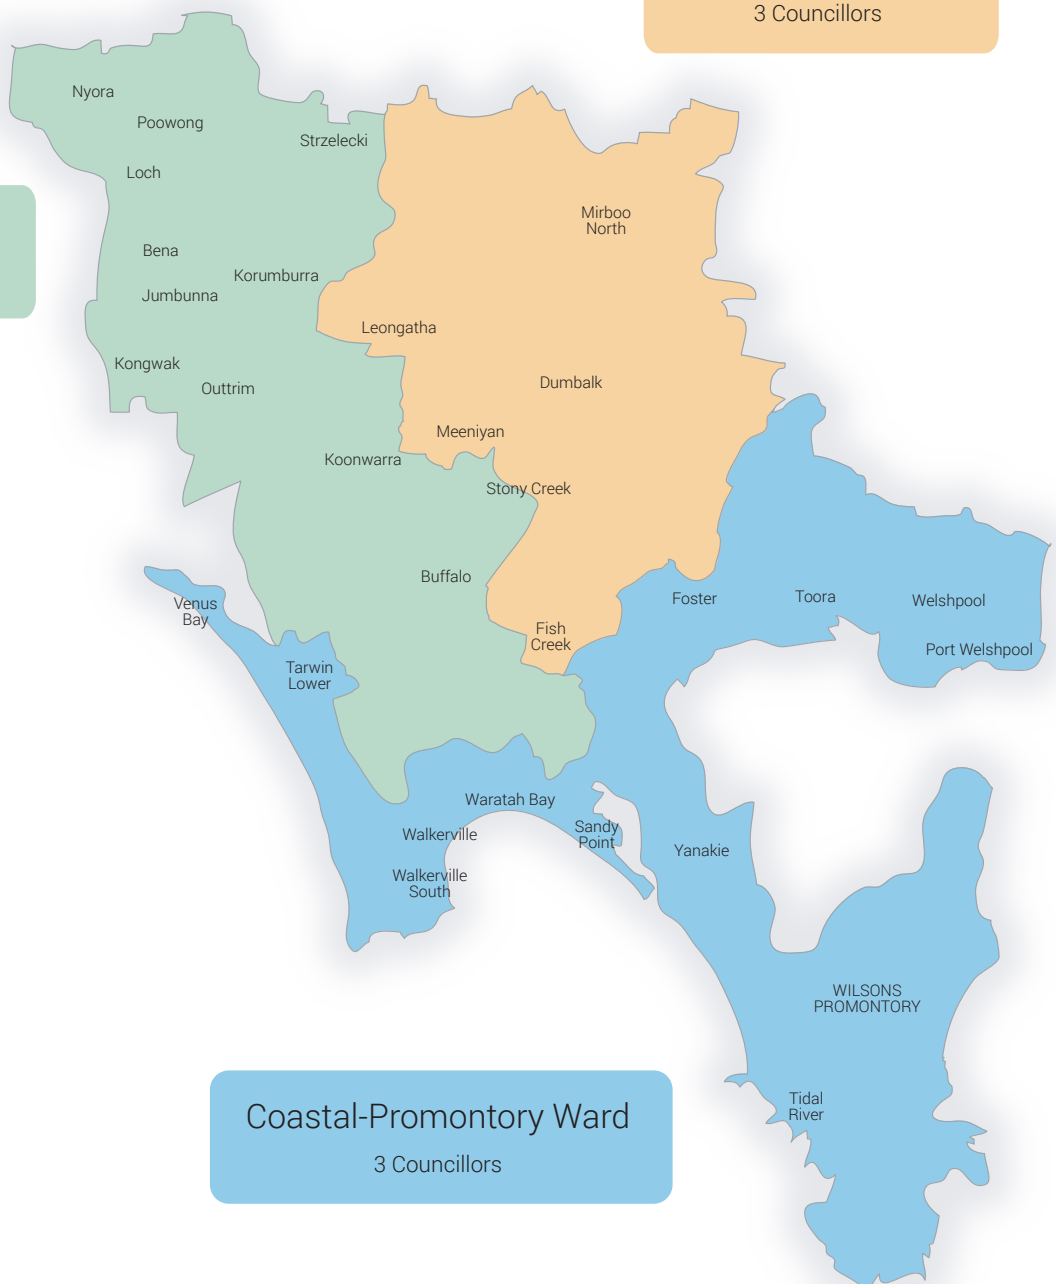 3 Councillors
Nyora
Poowong
Strzelecki
Loch
Mirboo
North
Bena
Korumburra
Jumbunna
Leongatha
Kongwak
Outtrim
Dumbalk
Meeniyan
Koonwarra
Stony Creek
Buffalo
Venus
Bay
Foster
Toora
Welshpool
Fish
Creek
Port Welshpool
Tarwin
Lower
Waratah Bay
Walkerville
Sandy
Point
Yanakie
Walkerville
South
WILSONS
PROMONTORY
Tidal
River
Coastal-Promontory Ward
3 Councillors